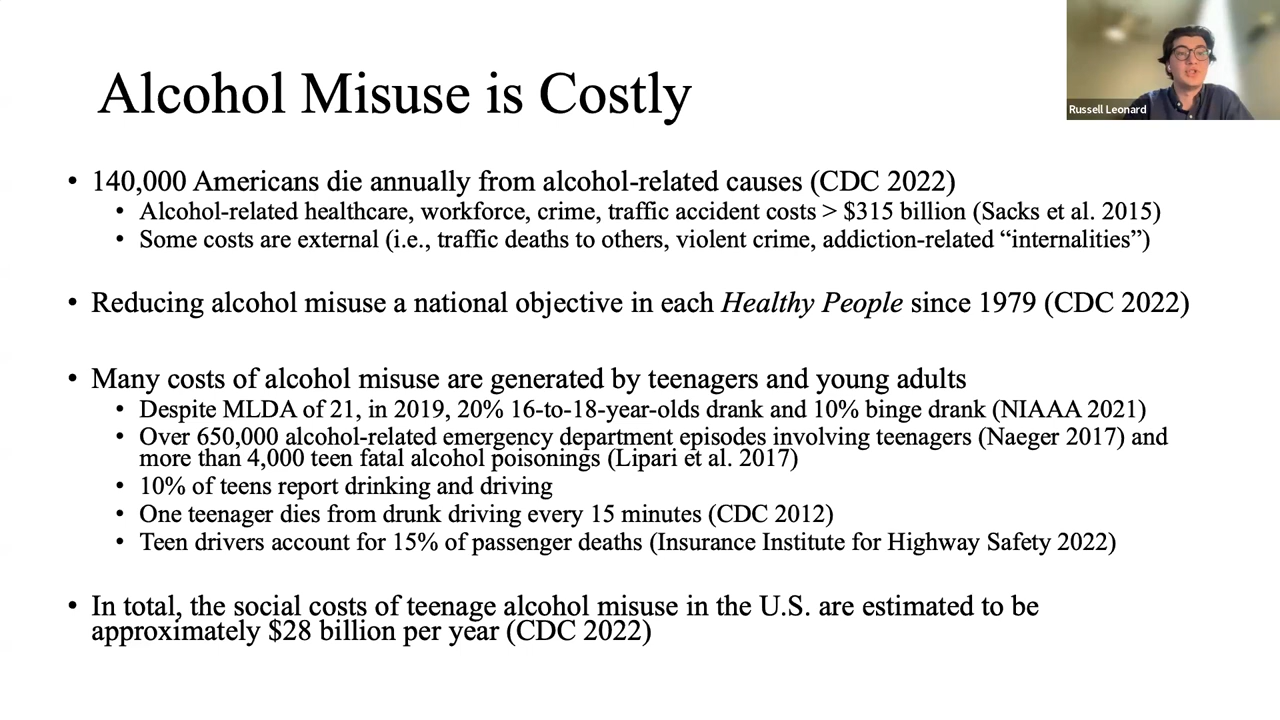 Alcohol Misuse is Costly
Russell Leonard
• 140,000 Americans die annually from alcohol-related causes (CDC 2022)
• Alcohol-related healthcare, workforce, crime, traffic accident costs > $315 billion (Sacks et al. 2015)
• Some costs are external (i.e., traffic deaths to others, violent crime, addiction-related “internalities”)
• Reducing alcohol misuse a national objective in each Healthy People since 1979 (CDC 2022)
• Many costs of alcohol misuse are generated by teenagers and young adults
• Despite MLDA of 21, in 2019, 20% 16-to-18-year-olds drank and 10% binge drank (NIAAA 2021)
• Over 650,000 alcohol-related emergency department episodes involving teenagers (Naeger 2017) and
more than 4,000 teen fatal alcohol poisonings (Lipari et al. 2017)
• 10% of teens report drinking and driving
• One teenager dies from drunk driving every 15 minutes (CDC 2012)
• Teen drivers account for 15% of passenger deaths (Insurance Institute for Highway Safety 2022)
• In total, the social costs of teenage alcohol misuse in the U.S. are estimated to be
approximately $28 billion per year (CDC 2022)